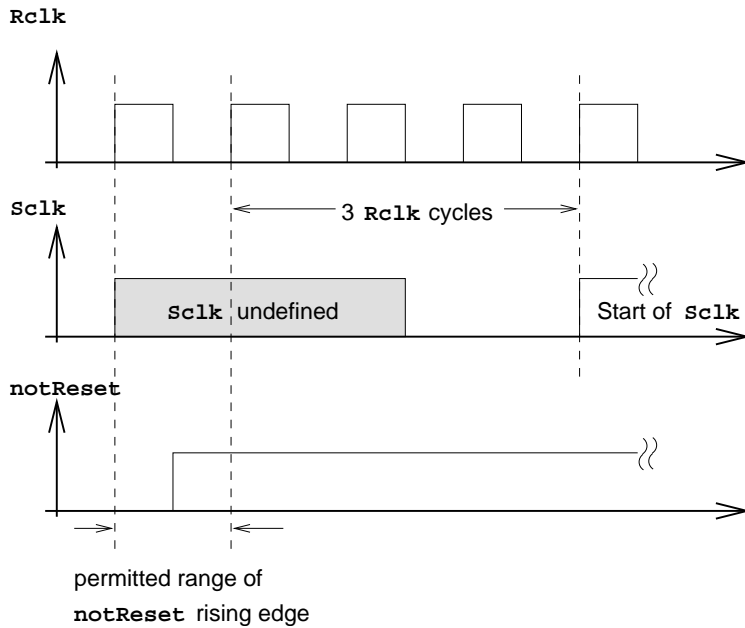 Rclk
Sclk
3 Rclk cycles
Sclk undefined
Start of Sclk
notReset
permitted range of
notReset rising edge